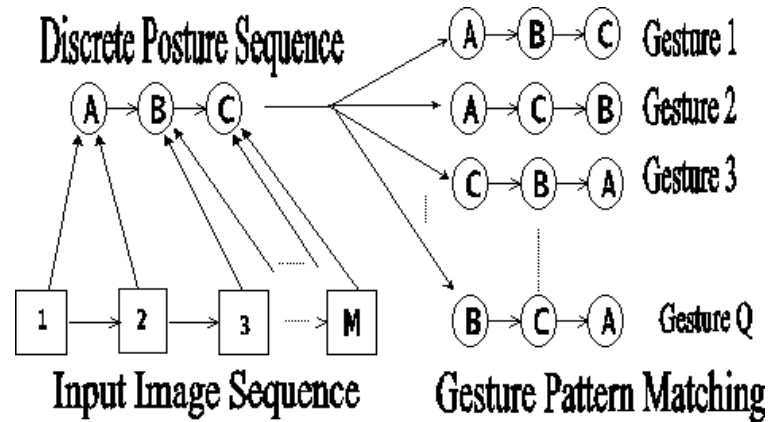 Discrete Posture Sequence
A B C
1 2 3 M
Input Image Sequence
A B C Gesture 1
A C B Gesture 2
C B A Gesture 3
B C A Gesture Q
Gesture Pattern Matching